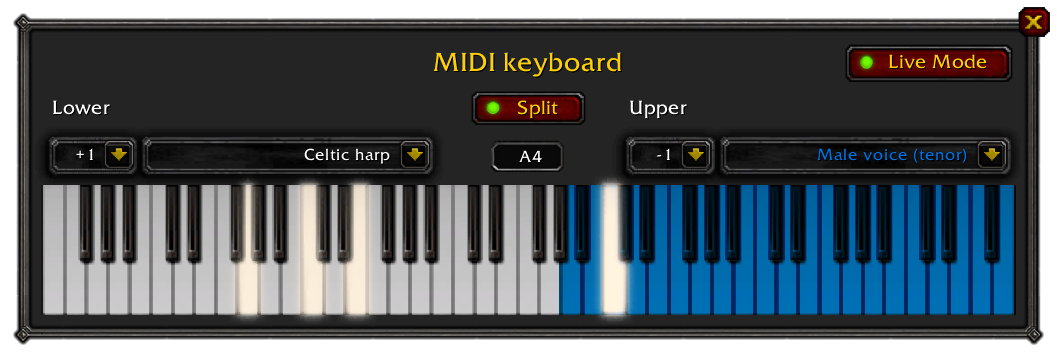 MIDI keyboard
Live Mode
Lower
Split
Upper
+1
Celtic harp
A4
-1
Male voice (tenor)